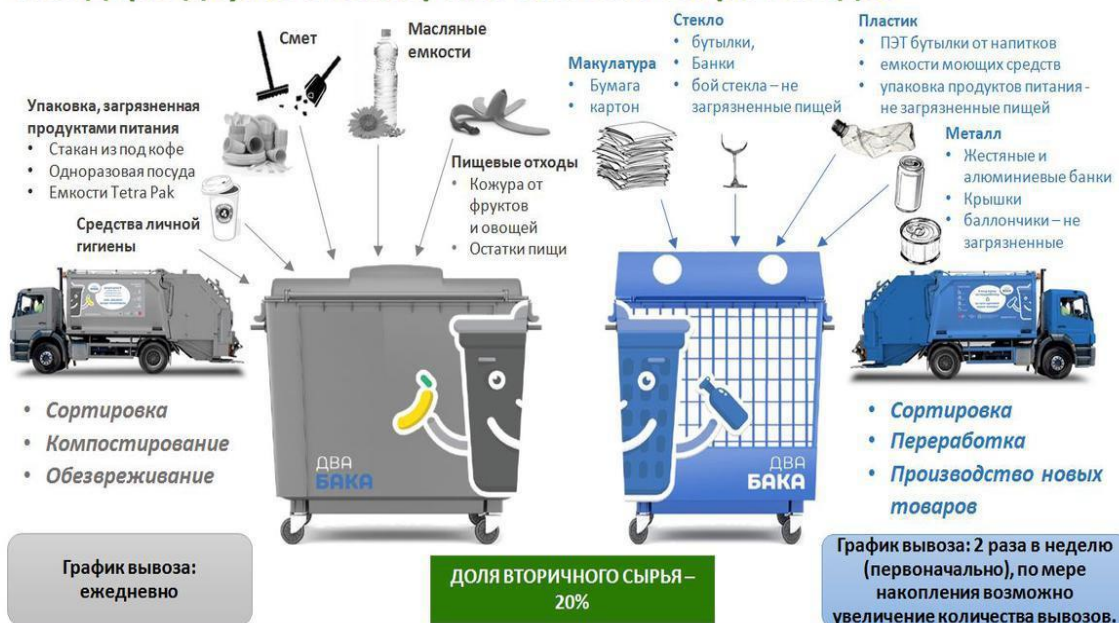 Смет
Масляные
емкости
Упаковка, загрязненная
продуктами питания
• Стакан из под кофе
• Одноразовая посуда
• Емкости Tetra Pak
Средства личной
гигиены
Пищевые отходы
• Кожура от
фруктов
и овощей
• Остатки пищи
Макулатура
• Бумага
• картон
Стекло
• бутылки,
• Банки
• бой стекла – не
загрязненные пищей
Пластик
• ПЭТ бутылки от напитков
• емкости моющих средств
• упаковка продуктов питания -
не загрязненные пищей
Металл
• Жестяные и
алюминиевые банки
• Крышки
• баллончики – не
загрязненные
• Сортировка
• Компостирование
• Обезвреживание
ДВА
БАКА
ДВА
БАКА
• Сортировка
• Переработка
• Производство новых
товаров
График вывоза:
ежедневно
ДОЛЯ ВТОРИЧНОГО СЫРЬЯ –
20%
График вывоза: 2 раза в неделю
(первоначально), по мере
накопления возможно
увеличение количества вывозов.